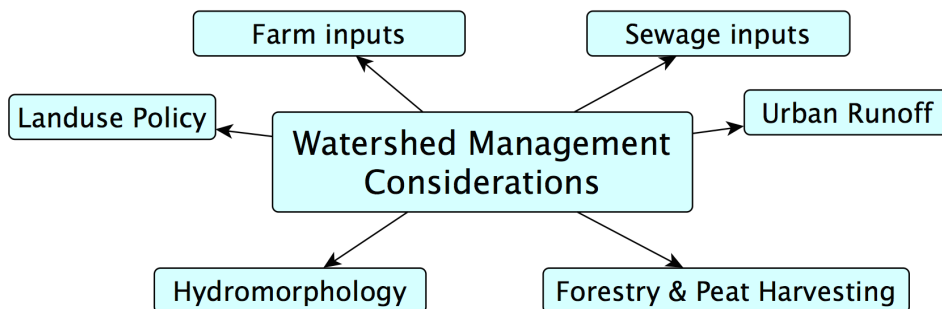 Farm inputs
Sewage inputs
Landuse Policy
Urban Runoff
Watershed Management
Considerations
Hydromorphology
Forestry & Peat Harvesting